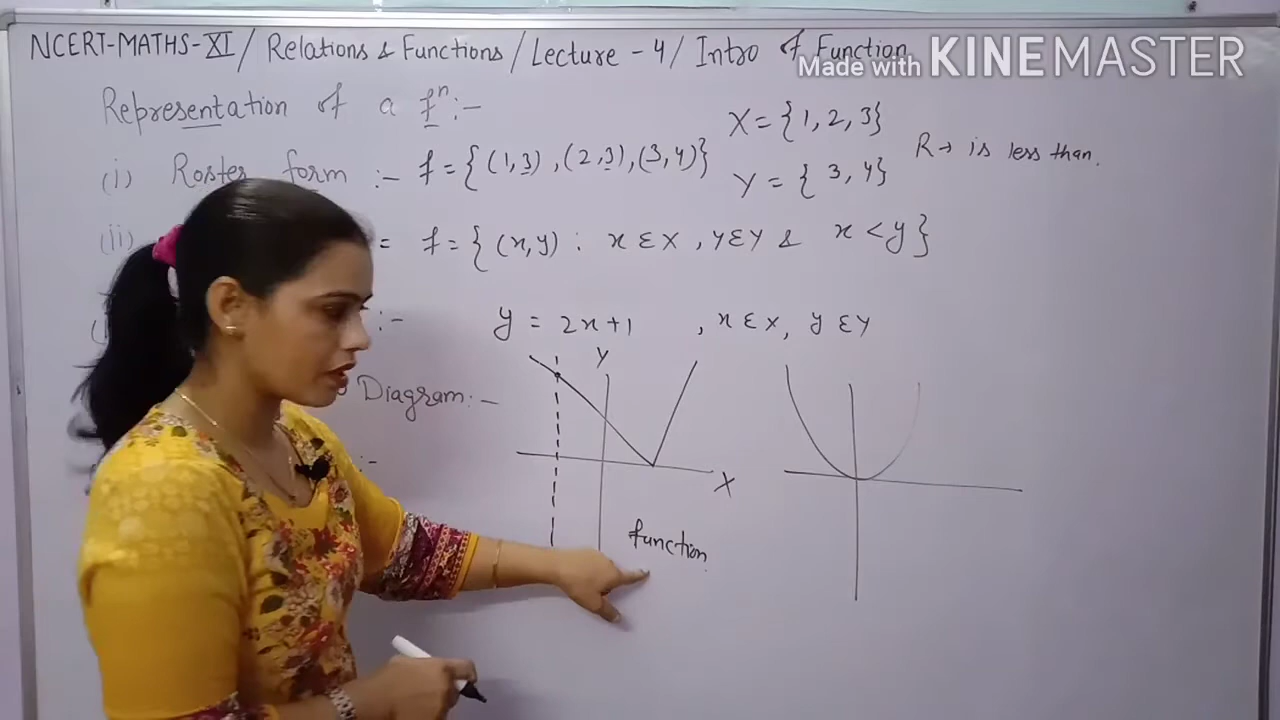 NCERT-MATHS-XI / Relations & Functions / Lecture - 4 / Intro of Function
Made with KINEMASTER
Representation of a fⁿ :-
X = {1, 2, 3}
R → is less than.
(i) Roster form :- f = {(1, 3), (2, 3), (3, 4)}
Y = { 3, 4}
(ii) = f = { (x, y) : x ∈ X, y ∈ Y & x < y }
:- y = 2x+1 , x ∈ X, y ∈ Y
Y
Diagram :-
:-
X
function